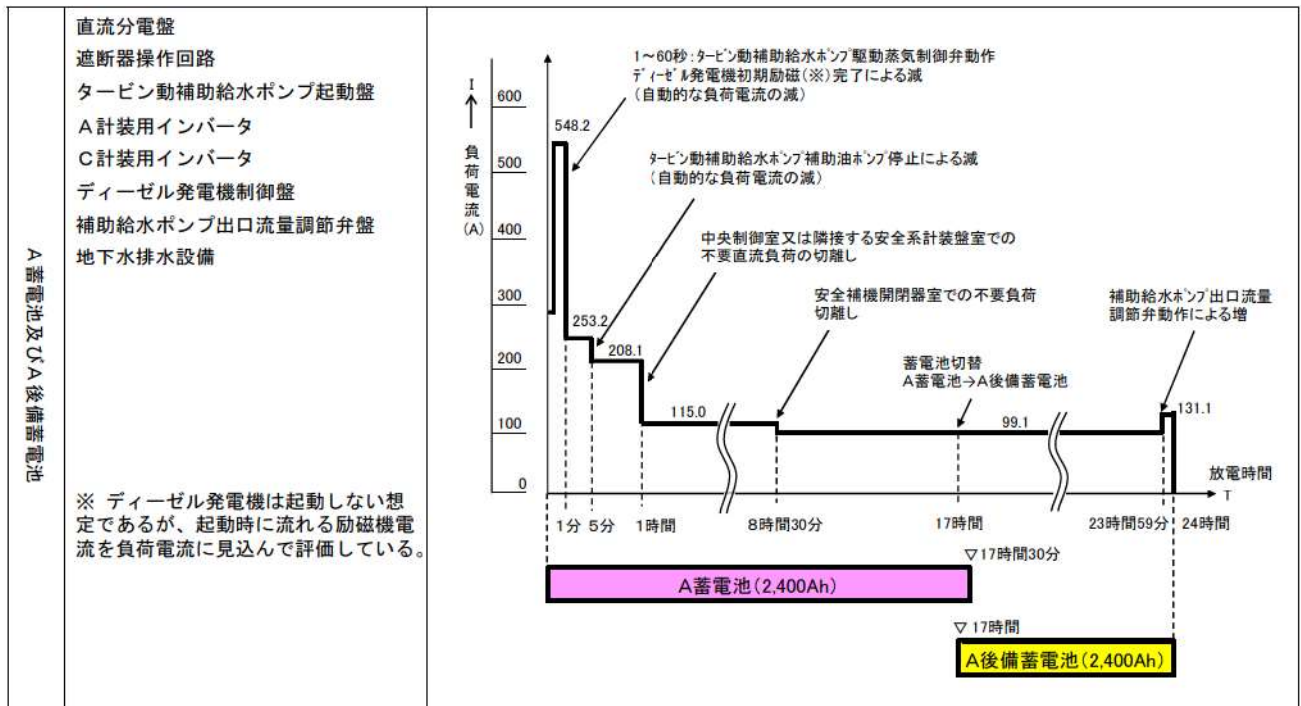 A蓄電池及びA後備蓄電池
直流分電盤
遮断器操作回路
タービン動補助給水ポンプ起動盤
A計装用インバータ
C計装用インバータ
ディーゼル発電機制御盤
補助給水ポンプ出口流量調節弁盤
地下水排水設備
※ ディーゼル発電機は起動しない想
定であるが、起動時に流れる励磁機電
流を負荷電流に見込んで評価している。
I
負荷電流(A)
600
500
400
300
200
100
0
1～60秒:タービン動補助給水ポンプ駆動蒸気制御弁動作
ディーゼル発電機初期励磁(※)完了による減
(自動的な負荷電流の減)
548.2
タービン動補助給水ポンプ補助油ポンプ停止による減
(自動的な負荷電流の減)
中央制御室又は隣接する安全系計装盤室での
不要直流負荷の切離し
安全補機開閉器室での不要負荷
切離し
補助給水ポンプ出口流量
調節弁動作による増
蓄電池切替
A蓄電池→A後備蓄電池
253.2
208.1
115.0
99.1
131.1
放電時間
T
1分
5分
1時間
8時間30分
17時間
23時間59分
24時間
▽17時間30分
A蓄電池(2,400Ah)
▽ 17時間
A後備蓄電池(2,400Ah)